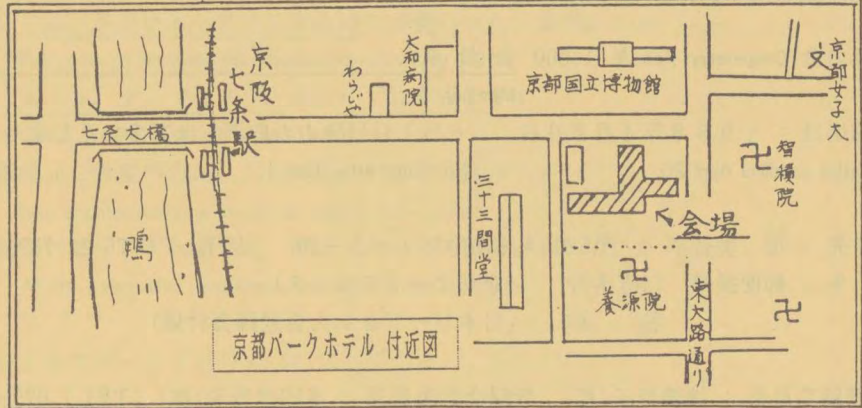 京阪
七条駅
わらじや
大和病院
京都国立博物館
文
京都女子大
七条大橋
卍
智積院
三十三間堂
会場
鴨川
卍
養源院
東大路通り
卍
京都パークホテル 付近図